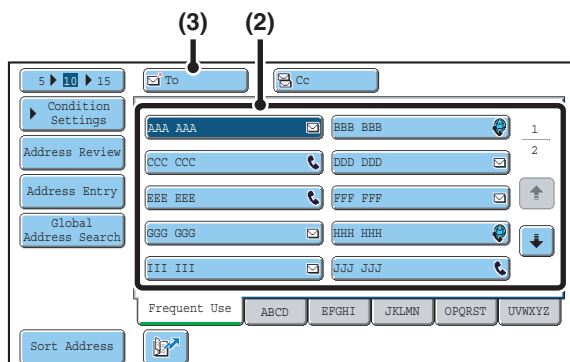 (3) (2)
5 10 15 To Cc
Condition
Settings
Address Review
Address Entry
Global
Address Search
Sort Address
AAA AAA BBB BBB
CCC CCC DDD DDD
EEE EEE FFF FFF
GGG GGG HHH HHH
III III JJJ JJJ
1
2
Frequent Use ABCD EFGHI JKLMN OPQRST UVWXYZ